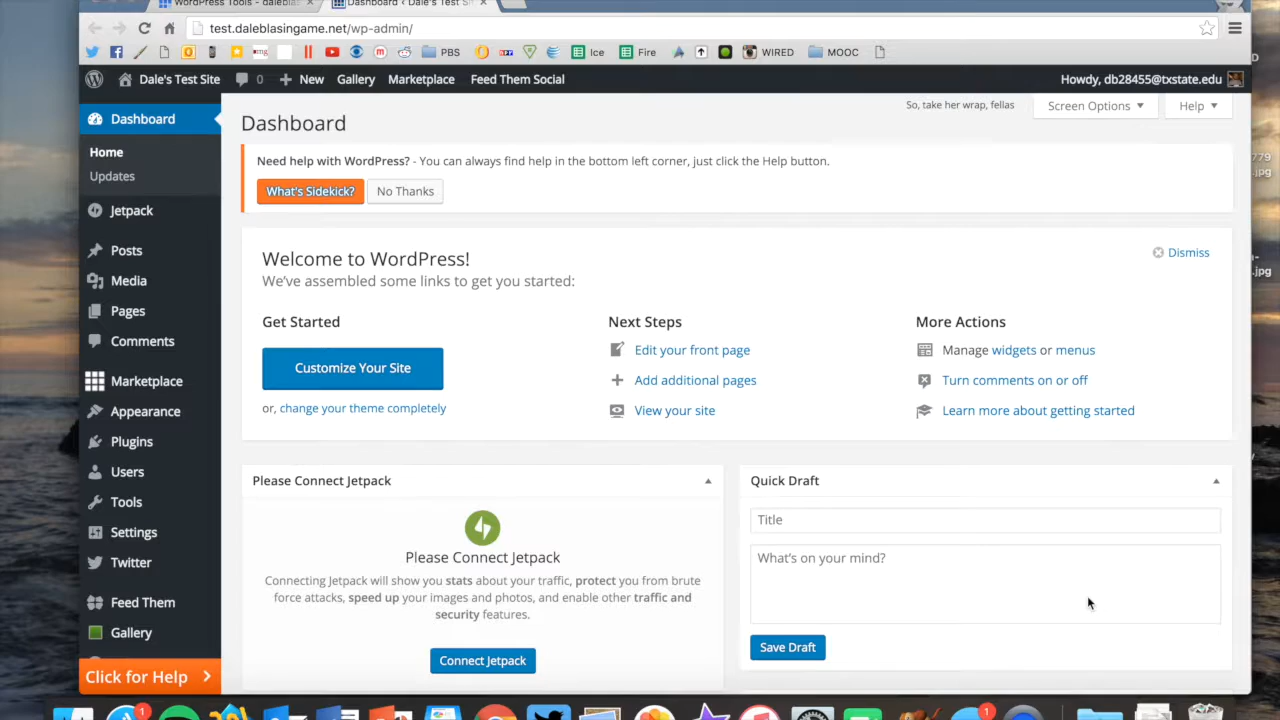 WordPress Tools - daleblas
Dashboard ‹ Dale's Test Si
test.daleblasingame.net/wp-admin/
PBS
Ice
Fire
WIRED
MOOC
Dale's Test Site
0
New
Gallery
Marketplace
Feed Them Social
Howdy, db28455@txstate.edu
Dashboard
Home
Updates
Jetpack
Posts
Media
Pages
Comments
Marketplace
Appearance
Plugins
Users
Tools
Settings
Twitter
Feed Them
Gallery
Click for Help
So, take her wrap, fellas
Screen Options
Help
Dashboard
Need help with WordPress? - You can always find help in the bottom left corner, just click the Help button.
What's Sidekick?
No Thanks
Welcome to WordPress!
We've assembled some links to get you started:
Dismiss
Get Started
Customize Your Site
or, change your theme completely
Next Steps
Edit your front page
Add additional pages
View your site
More Actions
Manage widgets or menus
Turn comments on or off
Learn more about getting started
Please Connect Jetpack
Please Connect Jetpack
Connecting Jetpack will show you stats about your traffic, protect you from brute
force attacks, speed up your images and photos, and enable other traffic and
security features.
Connect Jetpack
Quick Draft
Title
What's on your mind?
Save Draft
779
.jpg
.jpg
1
1